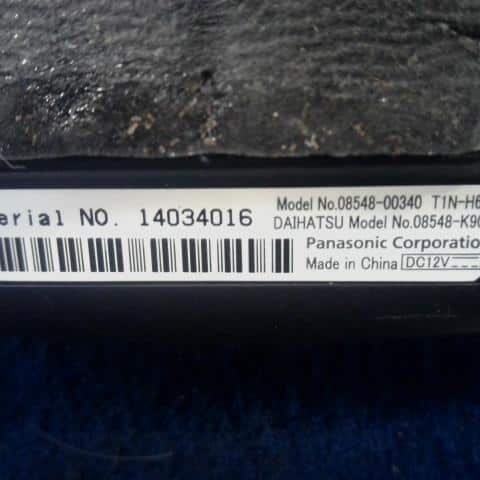 Model No.08548-00340 T1N-H6
erial NO. 14034016 DAIHATSU Model No.08548-K90
Panasonic Corporation
Made in China DC12V